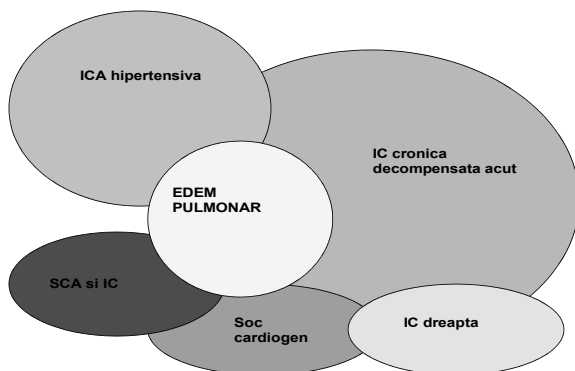 ICA hipertensiva
IC cronica
decompensata acut
EDEM
PULMONAR
SCA si IC
Soc
cardiogen
IC dreapta